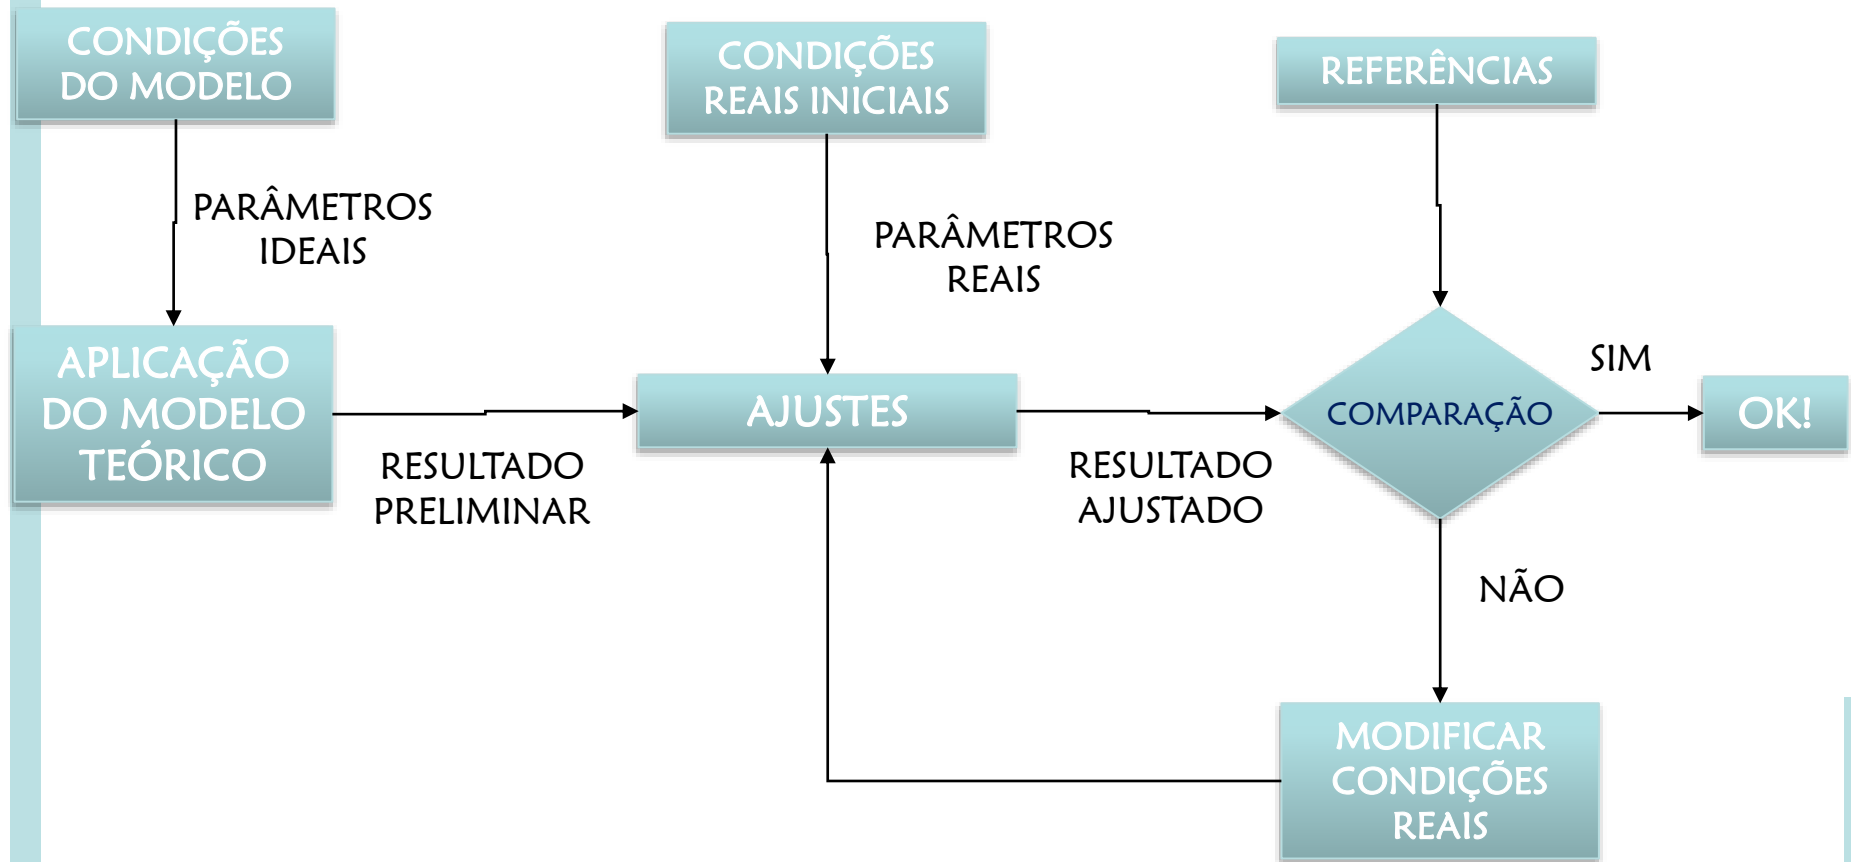 CONDIÇÕES
DO MODELO
CONDIÇÕES
REAIS INICIAIS
REFERÊNCIAS
PARÂMETROS
IDEAIS
PARÂMETROS
REAIS
APLICAÇÃO
DO MODELO
TEÓRICO
RESULTADO
PRELIMINAR
AJUSTES
RESULTADO
AJUSTADO
COMPARAÇÃO
SIM
OK!
NÃO
MODIFICAR
CONDIÇÕES
REAIS